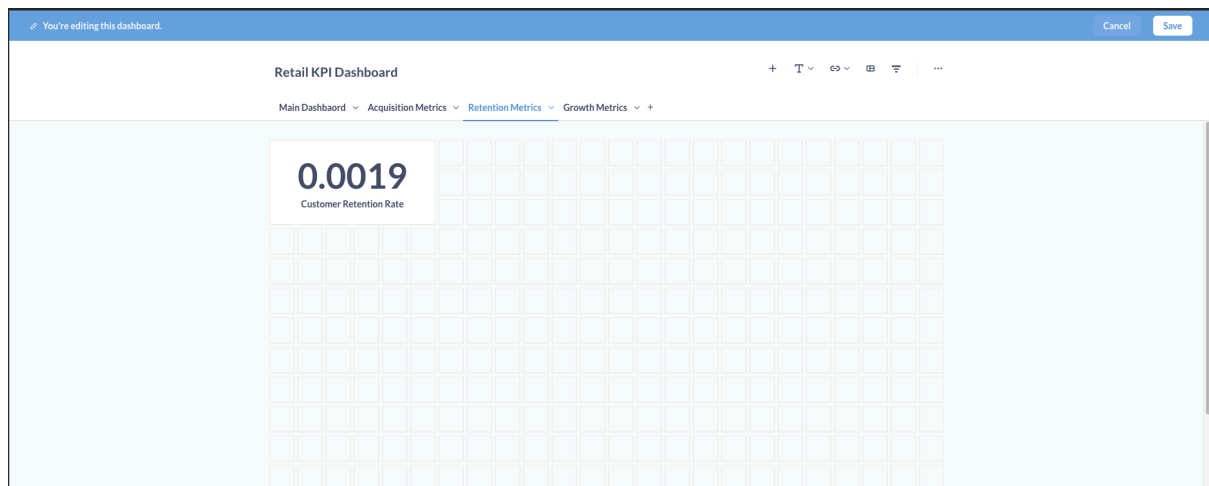 You're editing this dashboard.
Cancel
Save
Retail KPI Dashboard
Main Dashbaord
Acquisition Metrics
Retention Metrics
Growth Metrics
0.0019
Customer Retention Rate